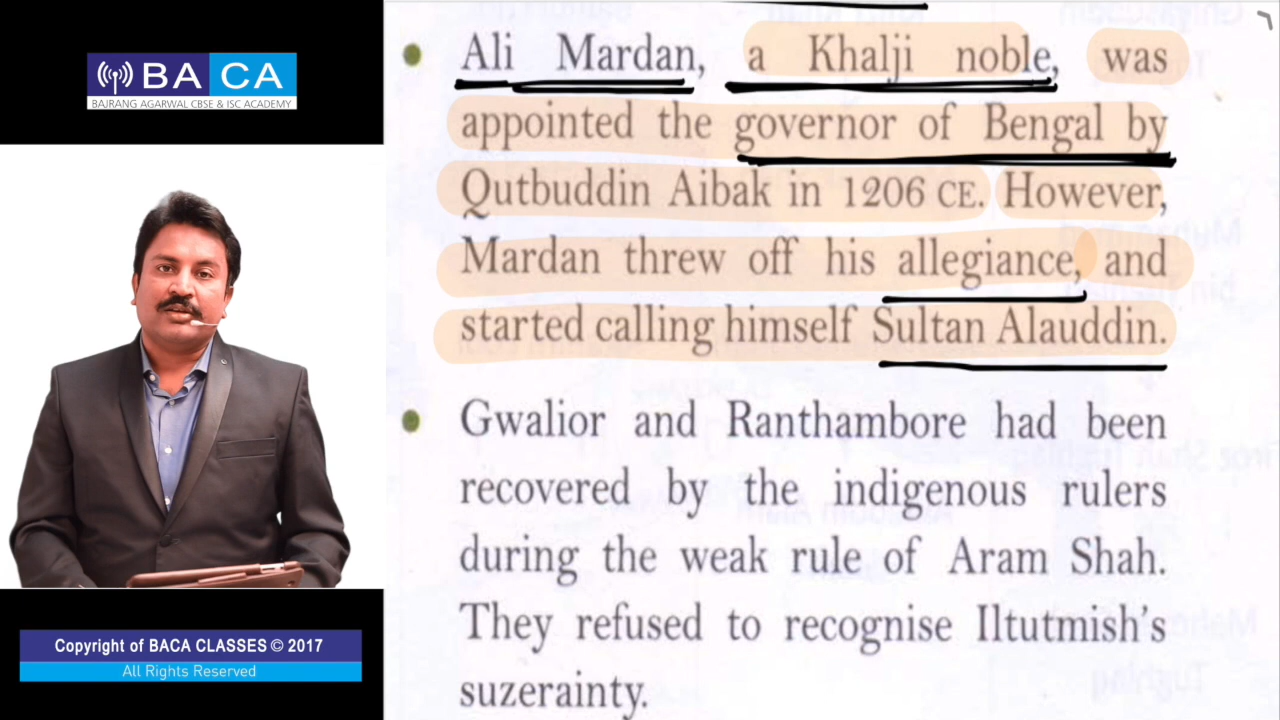 BACA
BAJRANG AGARWAL CBSE & ISC ACADEMY
Copyright of BACA CLASSES © 2017
All Rights Reserved
Ali Mardan, a Khalji noble, was
appointed the governor of Bengal by
Qutbuddin Aibak in 1206 CE. However,
Mardan threw off his allegiance, and
started calling himself Sultan Alauddin.
Gwalior and Ranthambore had been
recovered by the indigenous rulers
during the weak rule of Aram Shah.
They refused to recognise Iltutmish's
suzerainty.